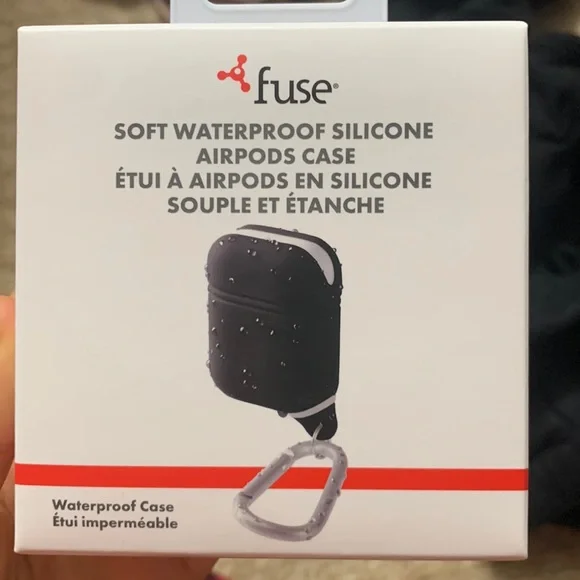 fuse®
SOFT WATERPROOF SILICONE
AIRPODS CASE
ÉTUI À AIRPODS EN SILICONE
SOUPLE ET ÉTANCHE
Waterproof Case
Étui imperméable